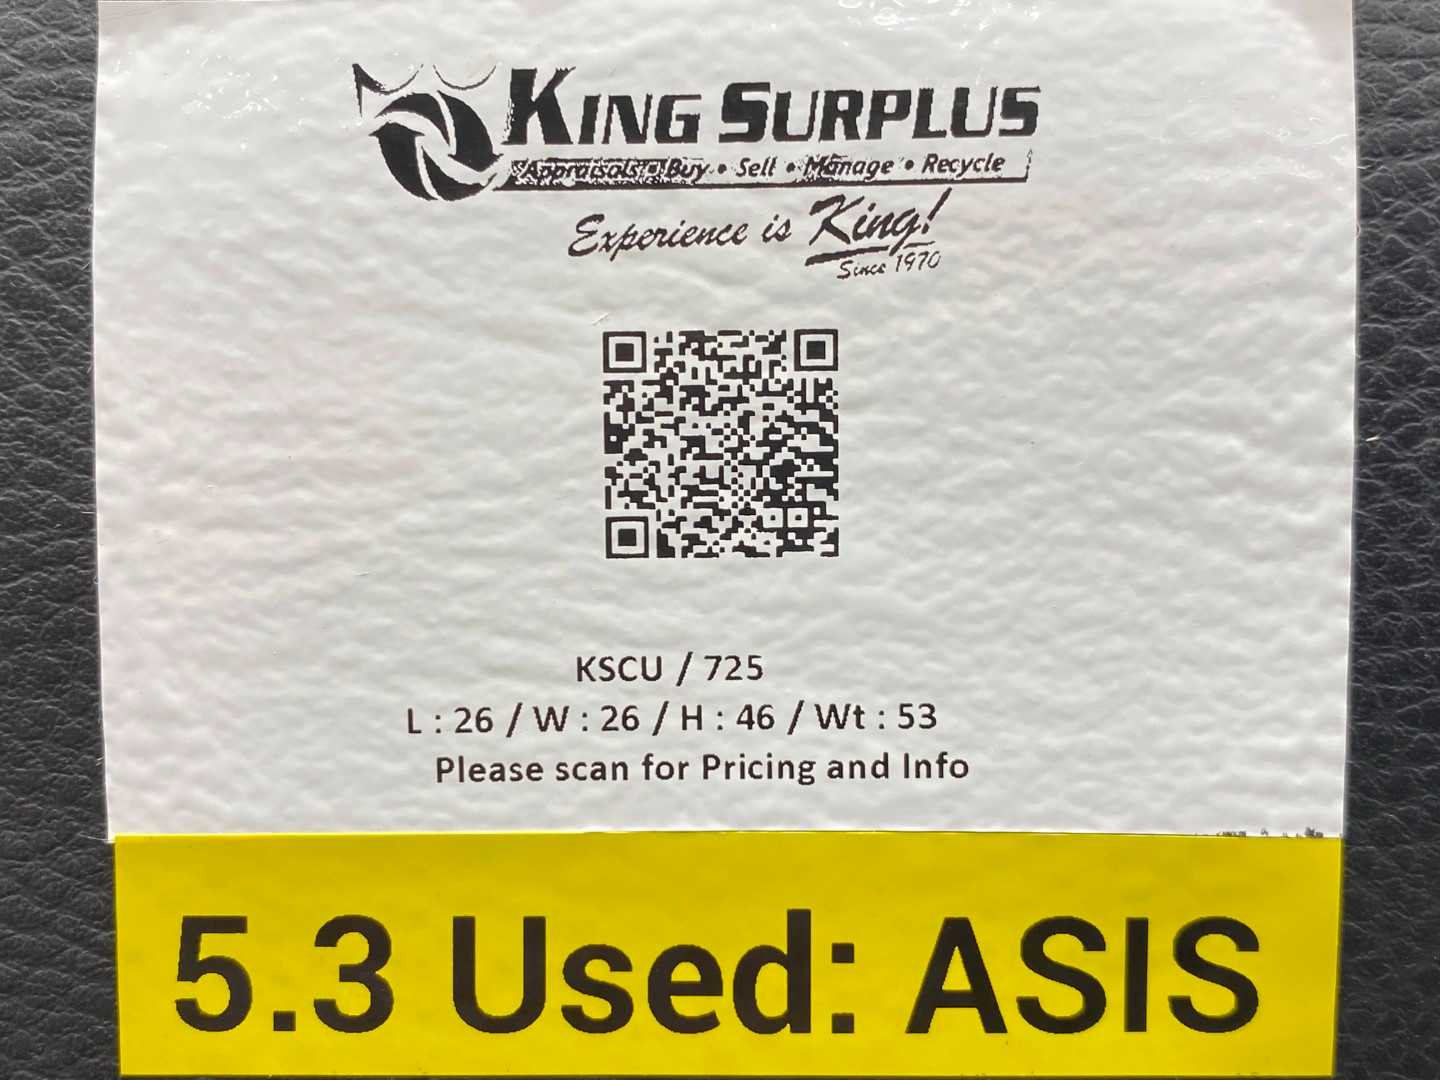 KING SURPLUS
Appraisals • Buy • Sell • Manage • Recycle
Experience is King!
Since 1970
KSCU / 725
L : 26 / W : 26 / H : 46 / Wt : 53
Please scan for Pricing and Info
5.3 Used: ASIS